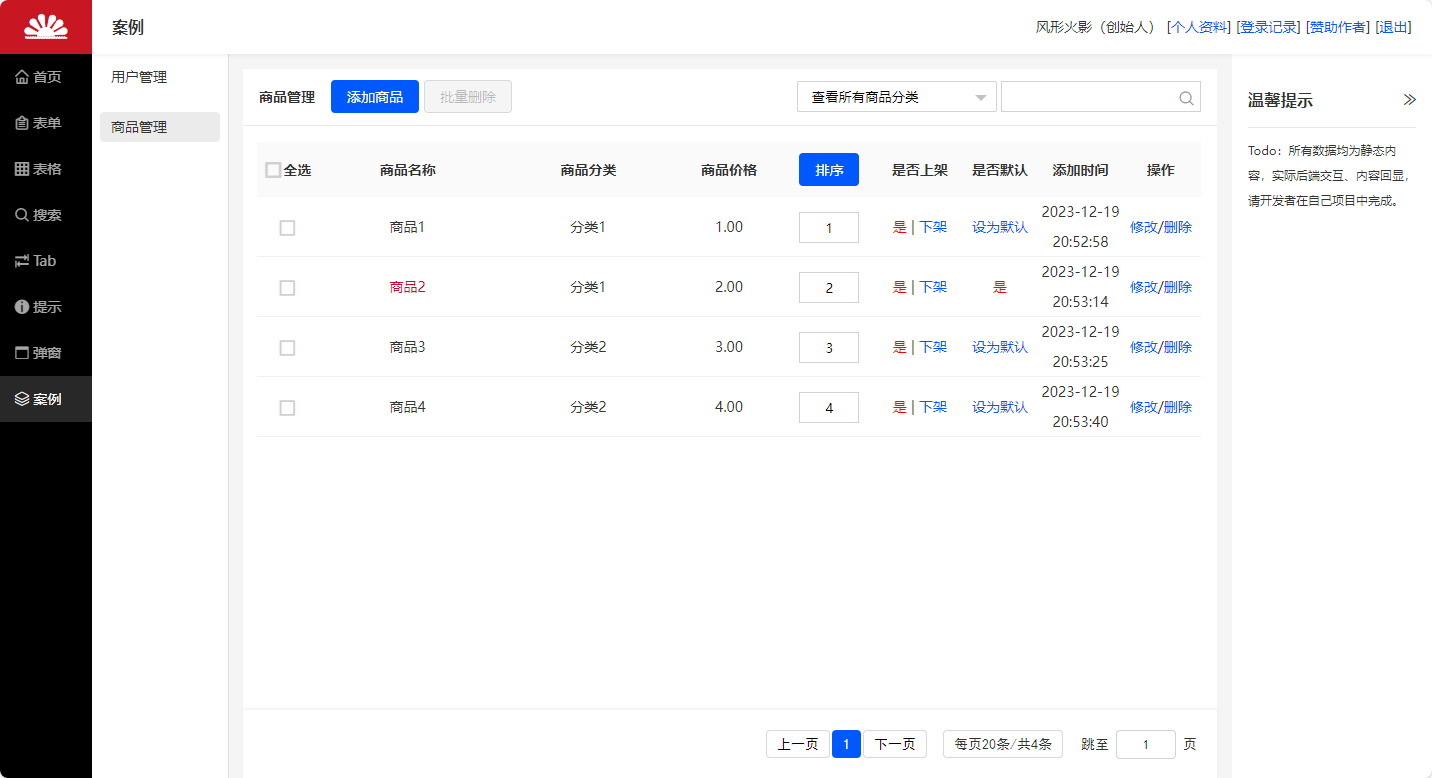 案例
风形火影（创始人） [个人资料] [登录记录] [赞助作者] [退出]
首页
表单
表格
搜索
Tab
提示
弹窗
案例
用户管理
商品管理
商品管理 添加商品 批量删除 查看所有商品分类
全选 商品名称 商品分类 商品价格 排序 是否上架 是否默认 添加时间 操作
商品1 分类1 1.00 1 是 | 下架 设为默认 2023-12-19 20:52:58 修改/删除
商品2 分类1 2.00 2 是 | 下架 是 2023-12-19 20:53:14 修改/删除
商品3 分类2 3.00 3 是 | 下架 设为默认 2023-12-19 20:53:25 修改/删除
商品4 分类2 4.00 4 是 | 下架 设为默认 2023-12-19 20:53:40 修改/删除
上一页 1 下一页 每页20条/共4条 跳至 1 页
温馨提示
Todo：所有数据均为静态内
容，实际后端交互、内容回显，
请开发者在自己项目中完成。